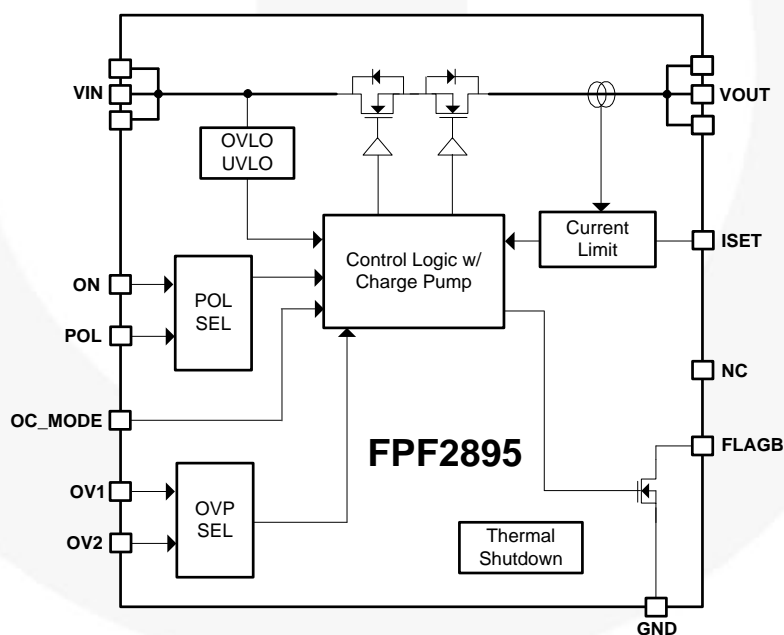 VIN
VOUT
OVLO
UVLO
Control Logic w/
Charge Pump
Current
Limit
ISET
ON
POL
POL
SEL
NC
OC_MODE
FPF2895
FLAGB
OV1
OV2
OVP
SEL
Thermal
Shutdown
GND